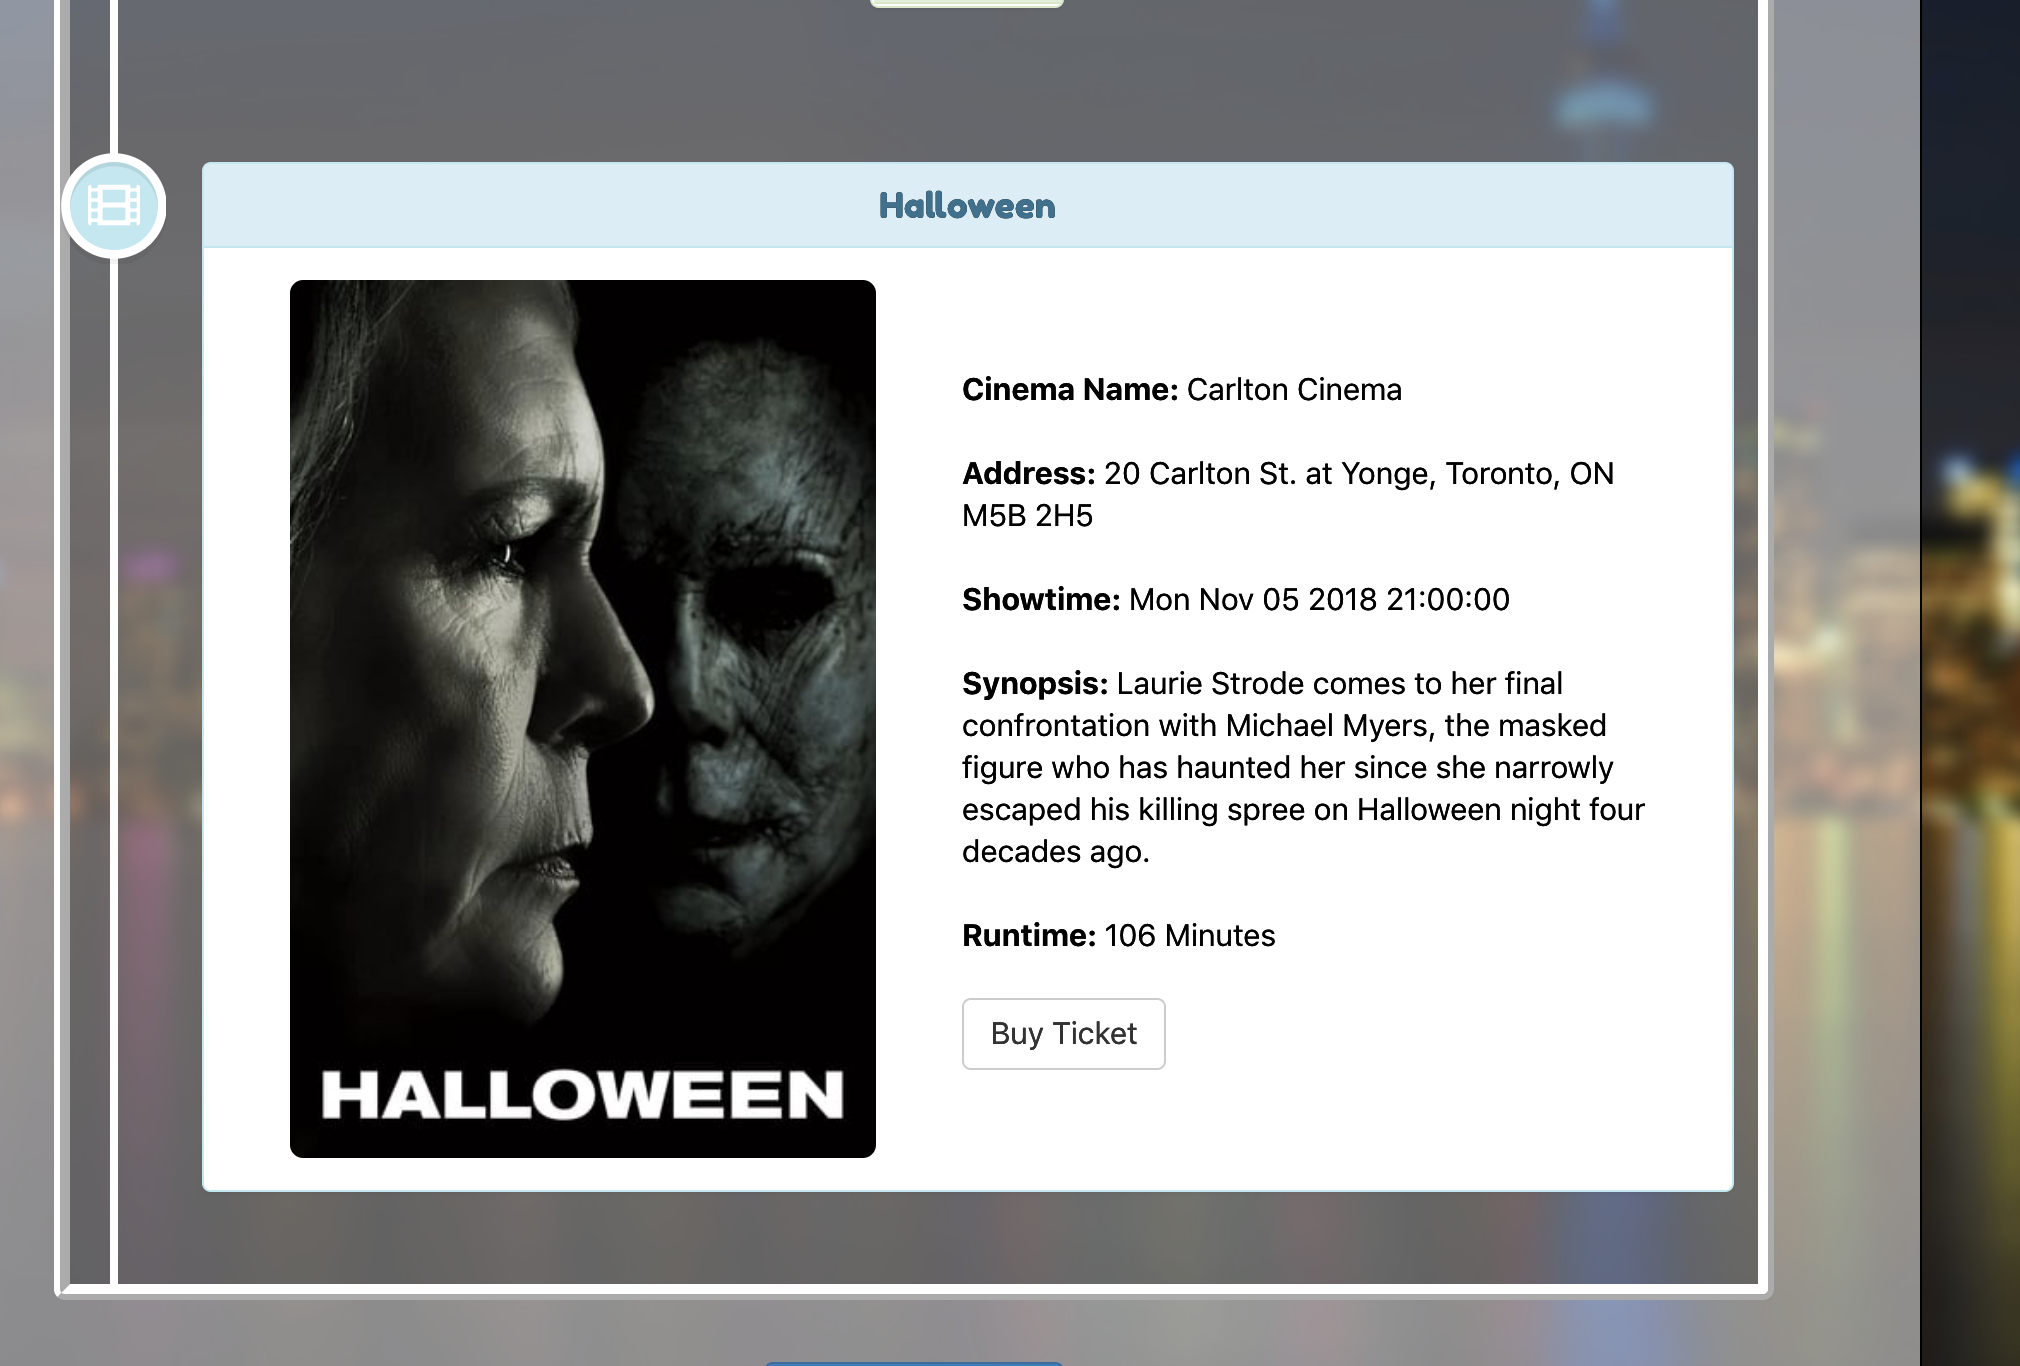 Halloween
HALLOWEEN
Cinema Name: Carlton Cinema
Address: 20 Carlton St. at Yonge, Toronto, ON
M5B 2H5
Showtime: Mon Nov 05 2018 21:00:00
Synopsis: Laurie Strode comes to her final
confrontation with Michael Myers, the masked
figure who has haunted her since she narrowly
escaped his killing spree on Halloween night four
decades ago.
Runtime: 106 Minutes
Buy Ticket